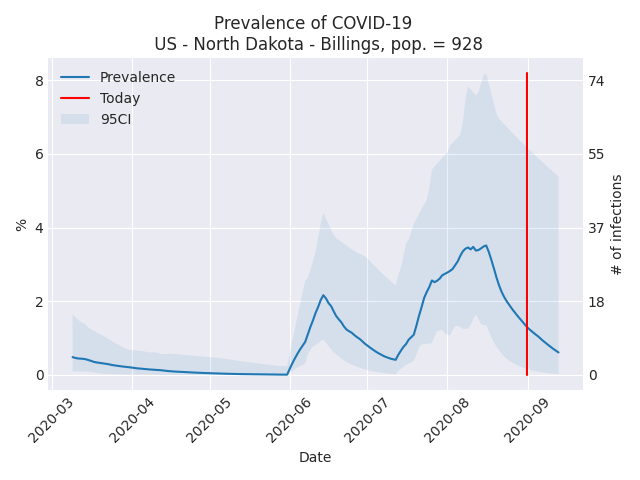 Prevalence of COVID-19
US - North Dakota - Billings, pop. = 928
Prevalence
Today
95CI
8
6
4
2
0
%
74
55
37
18
0
# of infections
2020-03
2020-04
2020-05
2020-06
2020-07
2020-08
2020-09
Date